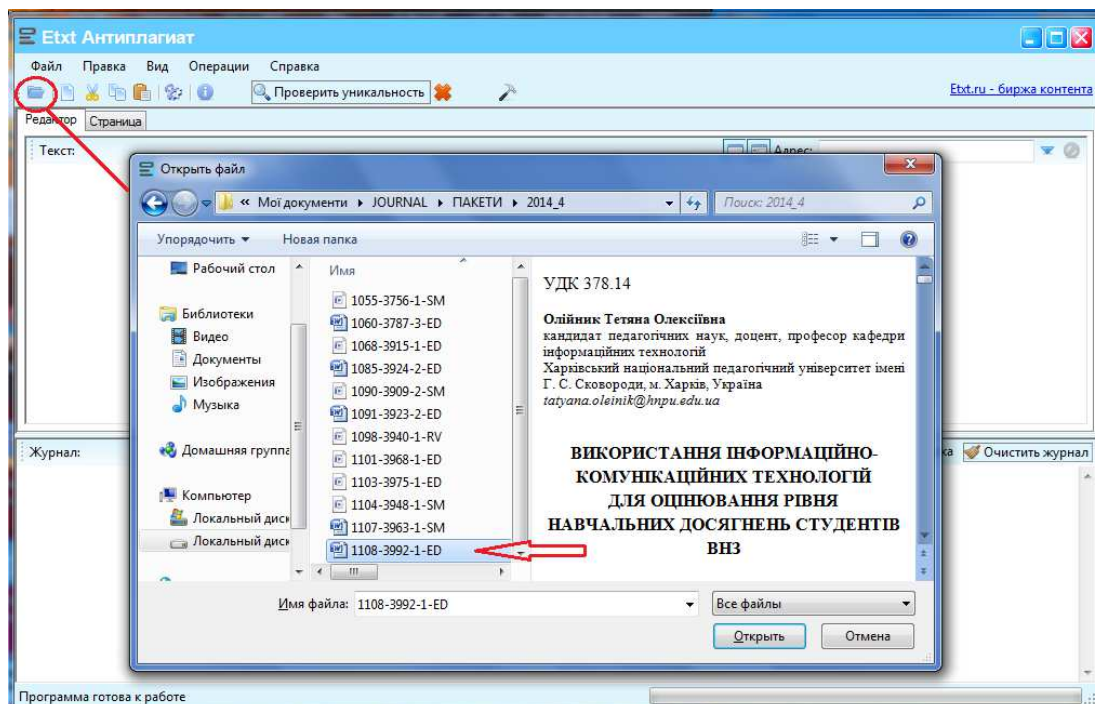 Etxt Антиплагиат
Файл Правка Вид Операции Справка
Проверить уникальность
Etxt.ru - биржа контента
Редактор Страница
Текст:
Адрес:
Открыть файл
« Мої документи JOURNAL ПАКЕТИ 2014_4
Поиск: 2014_4
Упорядочить Новая папка
Рабочий стол
Библиотеки
Видео
Документы
Изображения
Музыка
Домашняя группа
Компьютер
Локальный диск
Локальный диск
Имя
1055-3756-1-SM
1060-3787-3-ED
1068-3915-1-ED
1085-3924-2-ED
1090-3909-2-SM
1091-3923-2-ED
1098-3940-1-RV
1101-3968-1-ED
1103-3975-1-ED
1104-3948-1-SM
1107-3963-1-SM
1108-3992-1-ED
УДК 378.14
Олійник Тетяна Олексіївна
кандидат педагогічних наук, доцент, професор кафедри
інформаційних технологій
Харківський національний педагогічний університет імені
Г. С. Сковороди, м. Харків, Україна
tatyana.oleinik@hnpu.edu.ua
ВИКОРИСТАННЯ ІНФОРМАЦІЙНО-
КОМУНІКАЦІЙНИХ ТЕХНОЛОГІЙ
ДЛЯ ОЦІНЮВАННЯ РІВНЯ
НАВЧАЛЬНИХ ДОСЯГНЕНЬ СТУДЕНТІВ
ВНЗ
Имя файла: 1108-3992-1-ED
Все файлы
Открыть Отмена
Журнал:
Очистить журнал
Программа готова к работе